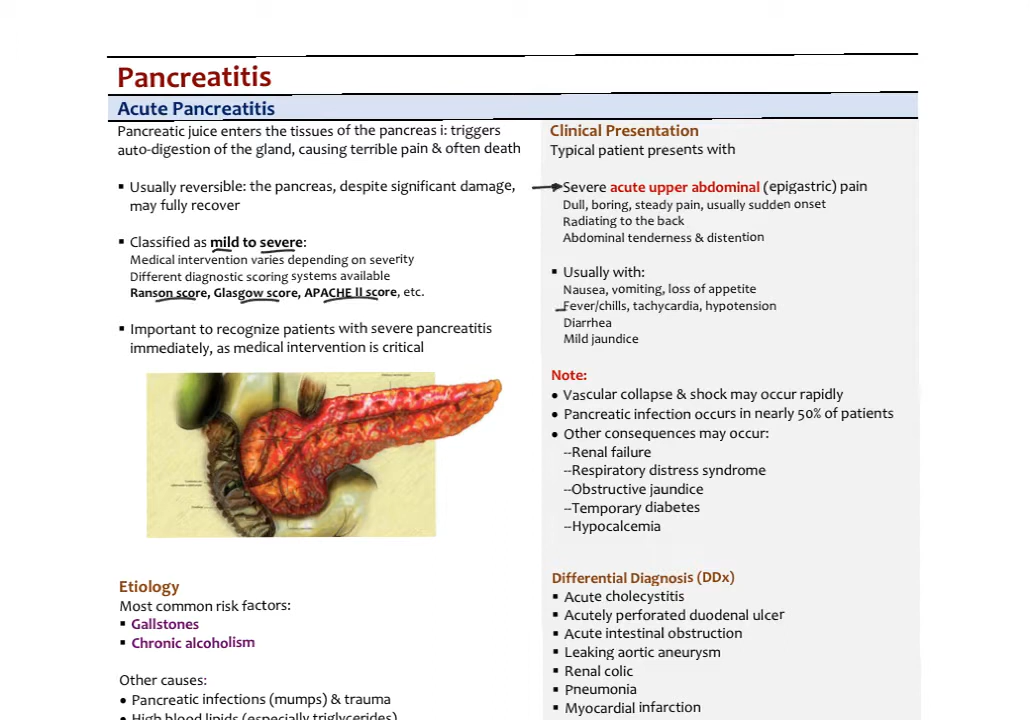 Pancreatitis
Acute Pancreatitis
Pancreatic juice enters the tissues of the pancreas i: triggers
auto-digestion of the gland, causing terrible pain & often death
▪ Usually reversible: the pancreas, despite significant damage,
may fully recover
▪ Classified as mild to severe:
Medical intervention varies depending on severity
Different diagnostic scoring systems available
Ranson score, Glasgow score, APACHE II score, etc.
▪ Important to recognize patients with severe pancreatitis
immediately, as medical intervention is critical
Etiology
Most common risk factors:
▪ Gallstones
▪ Chronic alcoholism
Other causes:
• Pancreatic infections (mumps) & trauma
• High blood lipids (especially triglycerides)
Clinical Presentation
Typical patient presents with
Severe acute upper abdominal (epigastric) pain
Dull, boring, steady pain, usually sudden onset
Radiating to the back
Abdominal tenderness & distention
▪ Usually with:
Nausea, vomiting, loss of appetite
Fever/chills, tachycardia, hypotension
Diarrhea
Mild jaundice
Note:
• Vascular collapse & shock may occur rapidly
• Pancreatic infection occurs in nearly 50% of patients
• Other consequences may occur:
--Renal failure
--Respiratory distress syndrome
--Obstructive jaundice
--Temporary diabetes
--Hypocalcemia
Differential Diagnosis (DDx)
▪ Acute cholecystitis
▪ Acutely perforated duodenal ulcer
▪ Acute intestinal obstruction
▪ Leaking aortic aneurysm
▪ Renal colic
▪ Pneumonia
▪ Myocardial infarction